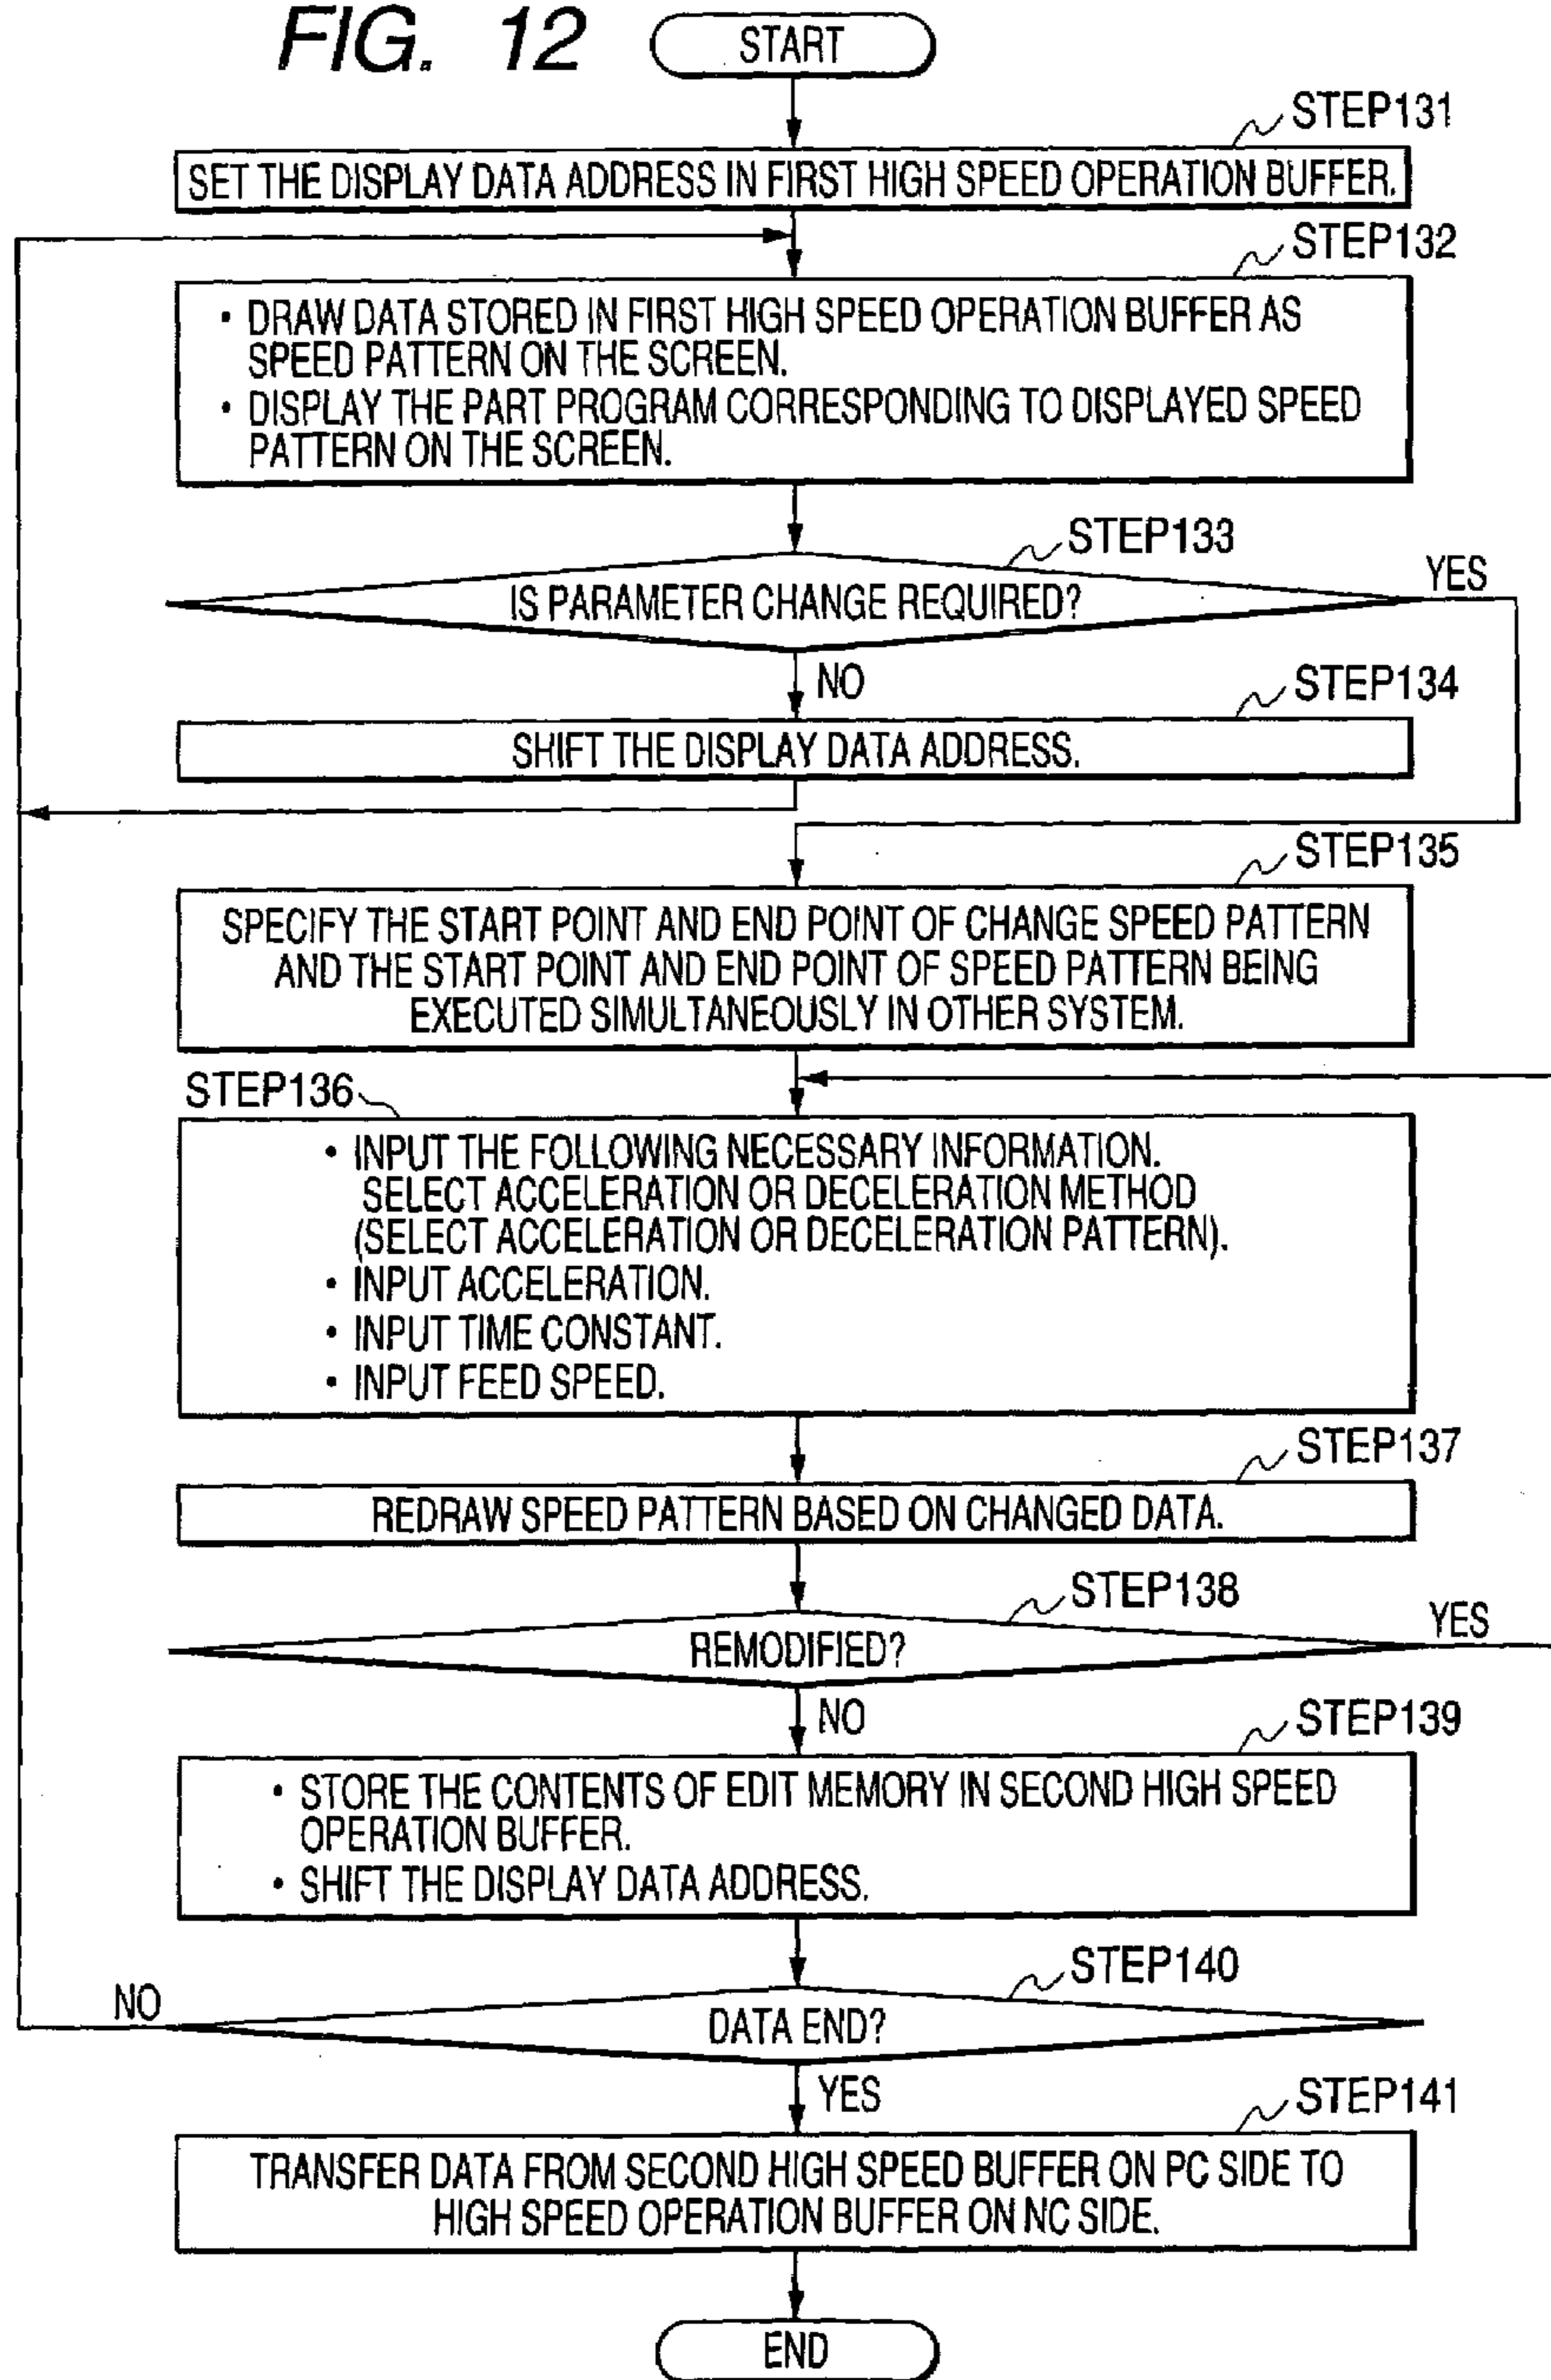 FIG. 12
START
STEP131
SET THE DISPLAY DATA ADDRESS IN FIRST HIGH SPEED OPERATION BUFFER.
STEP132
• DRAW DATA STORED IN FIRST HIGH SPEED OPERATION BUFFER AS
SPEED PATTERN ON THE SCREEN.
• DISPLAY THE PART PROGRAM CORRESPONDING TO DISPLAYED SPEED
PATTERN ON THE SCREEN.
STEP133
YES
IS PARAMETER CHANGE REQUIRED?
NO
STEP134
SHIFT THE DISPLAY DATA ADDRESS.
STEP135
SPECIFY THE START POINT AND END POINT OF CHANGE SPEED PATTERN
AND THE START POINT AND END POINT OF SPEED PATTERN BEING
EXECUTED SIMULTANEOUSLY IN OTHER SYSTEM.
STEP136
• INPUT THE FOLLOWING NECESSARY INFORMATION.
SELECT ACCELERATION OR DECELERATION METHOD
(SELECT ACCELERATION OR DECELERATION PATTERN).
• INPUT ACCELERATION.
• INPUT TIME CONSTANT.
• INPUT FEED SPEED.
STEP137
REDRAW SPEED PATTERN BASED ON CHANGED DATA.
STEP138
YES
REMODIFIED?
NO
STEP139
• STORE THE CONTENTS OF EDIT MEMORY IN SECOND HIGH SPEED
OPERATION BUFFER.
• SHIFT THE DISPLAY DATA ADDRESS.
STEP140
NO
DATA END?
YES
STEP141
TRANSFER DATA FROM SECOND HIGH SPEED BUFFER ON PC SIDE TO
HIGH SPEED OPERATION BUFFER ON NC SIDE.
END